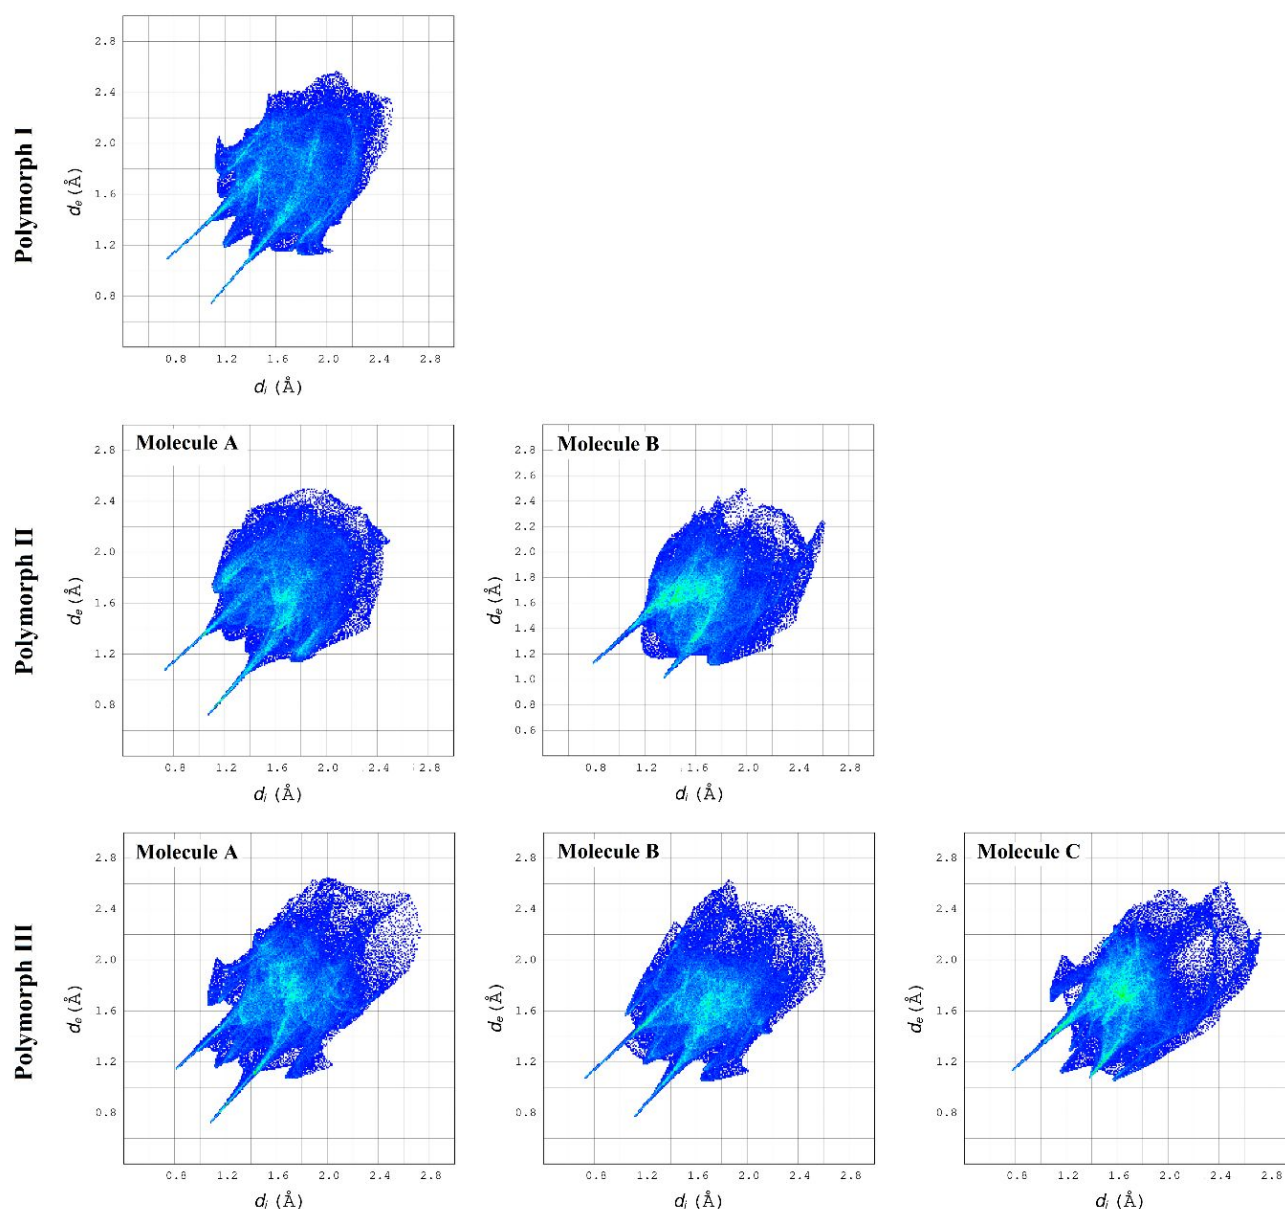 Polymorph I
2.8
2.4
2.0
1.6
1.2
0.8
dₑ (Å)
0.8 1.2 1.6 2.0 2.4
dᵢ (Å)
Polymorph II
Molecule A
2.8
2.4
2.0
1.6
1.2
0.8
dₑ (Å)
0.8 1.2 1.6 2.0 2.4 2.8
dᵢ (Å)
Molecule B
2.8
2.6
2.4
2.2
2.0
1.8
1.6
1.4
1.2
1.0
0.8
0.6
dₑ (Å)
0.8 1.2 1.6 2.0 2.4 2.8
dᵢ (Å)
Polymorph III
Molecule A
2.8
2.4
2.0
1.6
1.2
0.8
dₑ (Å)
0.8 1.2 1.6 2.0 2.4 2.8
dᵢ (Å)
Molecule B
2.8
2.4
2.0
1.6
1.2
0.8
dₑ (Å)
0.8 1.2 1.6 2.0 2.4 2.8
dᵢ (Å)
Molecule C
2.8
2.4
2.0
1.6
1.2
0.8
dₑ (Å)
0.8 1.2 1.6 2.0 2.4 2.8
dᵢ (Å)